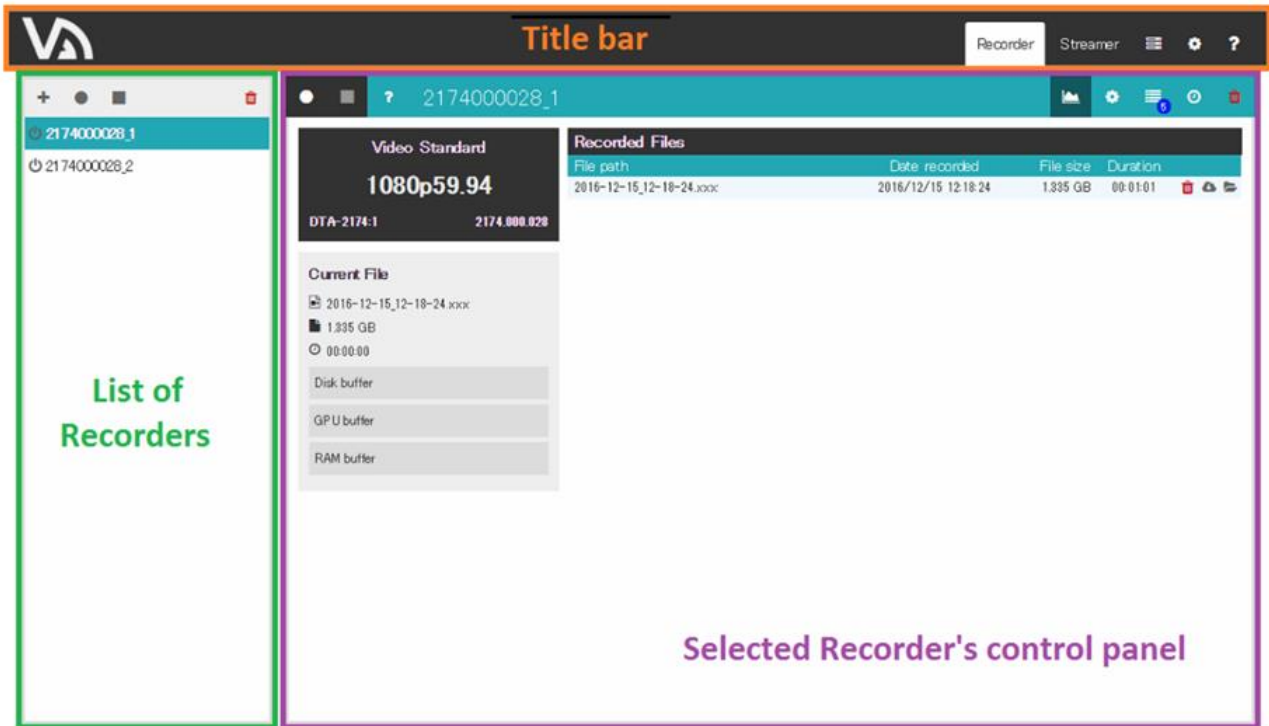 Title bar
Recorder Streamer ?
? 2174000028_1
5
2174000028_1
2174000028_2
List of
Recorders
Video Standard
1080p59.94
DTA-2174:1 2174.000.028
Current File
2016-12-15_12-18-24.xxx
1.335 GB
00:00:00
Disk buffer
GPU buffer
RAM buffer
Recorded Files
File path Date recorded File size Duration
2016-12-15_12-18-24.xxx 2016/12/15 12:18:24 1.335 GB 00:01:01
Selected Recorder's control panel